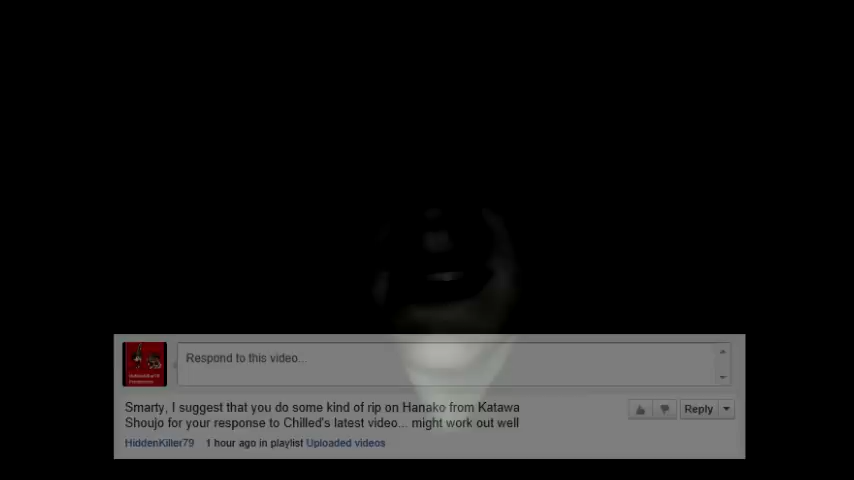 Respond to this video...
Smarty, I suggest that you do some kind of rip on Hanako from Katawa
Shoujo for your response to Chilled's latest video... might work out well
Reply
HiddenKiller79 1 hour ago in playlist Uploaded videos